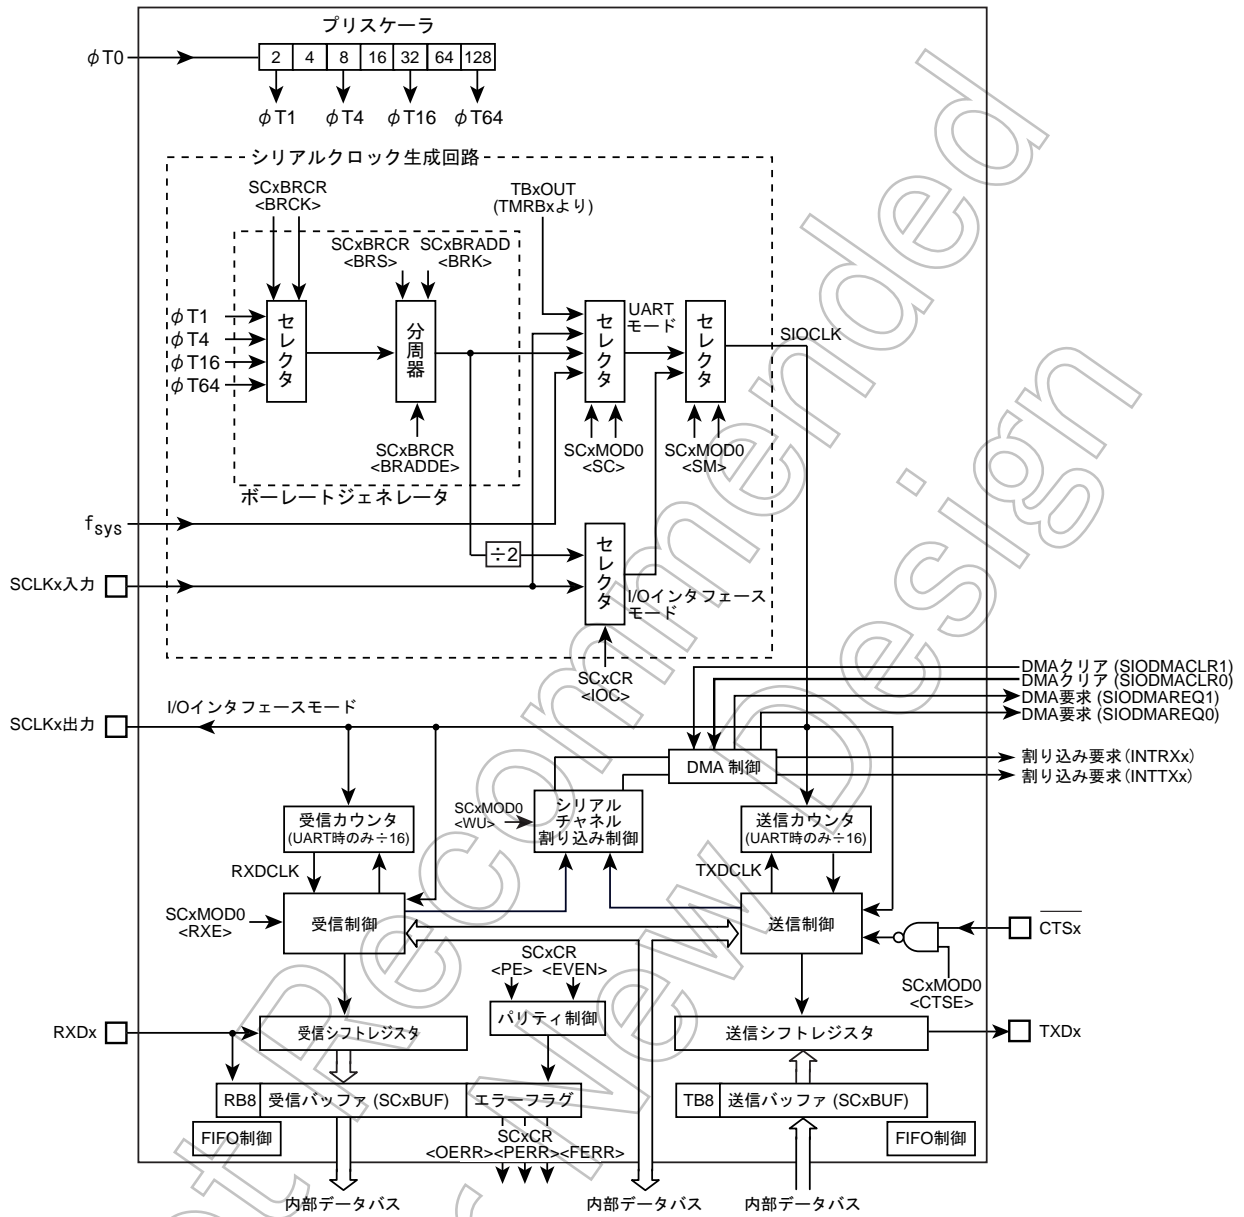 プリスケーラ
φT0
2 4 8 16 32 64 128
φT1 φT4 φT16 φT64
シリアルクロック生成回路
SCxBRCR
<BRCK>
TBxOUT
(TMRBxより)
SCxBRCR
<BRS>
SCxBRADD
<BRK>
φT1
φT4
φT16
φT64
セレクタ
分周器
セレクタ
UART
モード
セレクタ
SIOCLK
SCxBRCR
<BRADDE>
SCxMOD0
<SC>
SCxMOD0
<SM>
ボーレートジェネレータ
fsys
÷2
セレクタ
SCLKx入力
I/Oインタフェース
モード
SCxCR
<IOC>
DMAクリア (SIODMACLR1)
DMAクリア (SIODMACLR0)
DMA要求 (SIODMAREQ1)
DMA要求 (SIODMAREQ0)
SCLKx出力
I/Oインタフェースモード
DMA 制御
割り込み要求(INTRXx)
割り込み要求(INTTXx)
SCxMOD0
<WU>
シリアル
チャネル
割り込み制御
受信カウンタ
(UART時のみ÷16)
送信カウンタ
(UART時のみ÷16)
RXDCLK
TXDCLK
SCxMOD0
<RXE>
受信制御
送信制御
CTSx
SCxMOD0
<CTSE>
SCxCR
<PE> <EVEN>
パリティ制御
RXDx
受信シフトレジスタ
送信シフトレジスタ
TXDx
RB8 受信バッファ (SCxBUF) エラーフラグ
TB8 送信バッファ (SCxBUF)
FIFO制御
SCxCR
<OERR><PERR><FERR>
FIFO制御
内部データバス
内部データバス
内部データバス
Not Recommended
for New Design